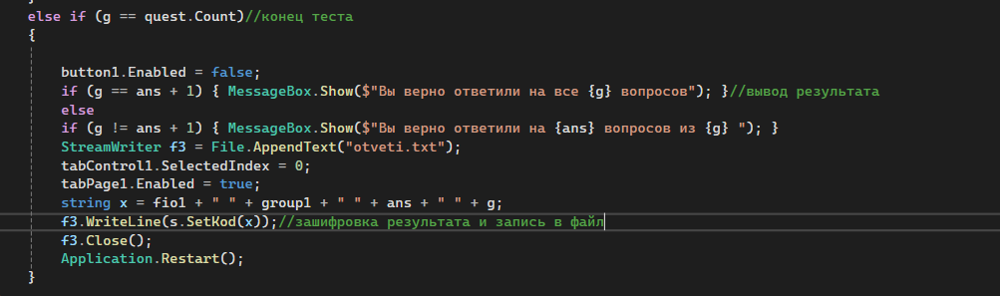 else if (g == quest.Count)//конец теста
{
button1.Enabled = false;
if (g == ans + 1) { MessageBox.Show($"Вы верно ответили на все {g} вопросов"); }//вывод результата
else
if (g != ans + 1) { MessageBox.Show($"Вы верно ответили на {ans} вопросов из {g} "); }
StreamWriter f3 = File.AppendText("otveti.txt");
tabControl1.SelectedIndex = 0;
tabPage1.Enabled = true;
string x = fio1 + " " + group1 + " " + ans + " " + g;
f3.WriteLine(s.SetKod(x));//зашифровка результата и запись в файл
f3.Close();
Application.Restart();
}